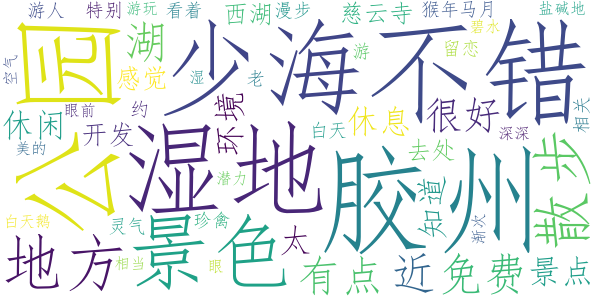 游人 特别 游玩 看着 西湖 漫步 慈云寺 猴年马月 盐碱地
空气 公园 湖 少海 不错 碧水
感觉 湿 老 游 留恋 相关
休闲 眼前 约 环境 休息 很好 深深
美的 开发 湿地 白天 去处 散步
潜力 胶州 知道
白天鹅 灵气 珍禽 太 渐次
地方 景色 相当 眼 有点 近 免费 景点